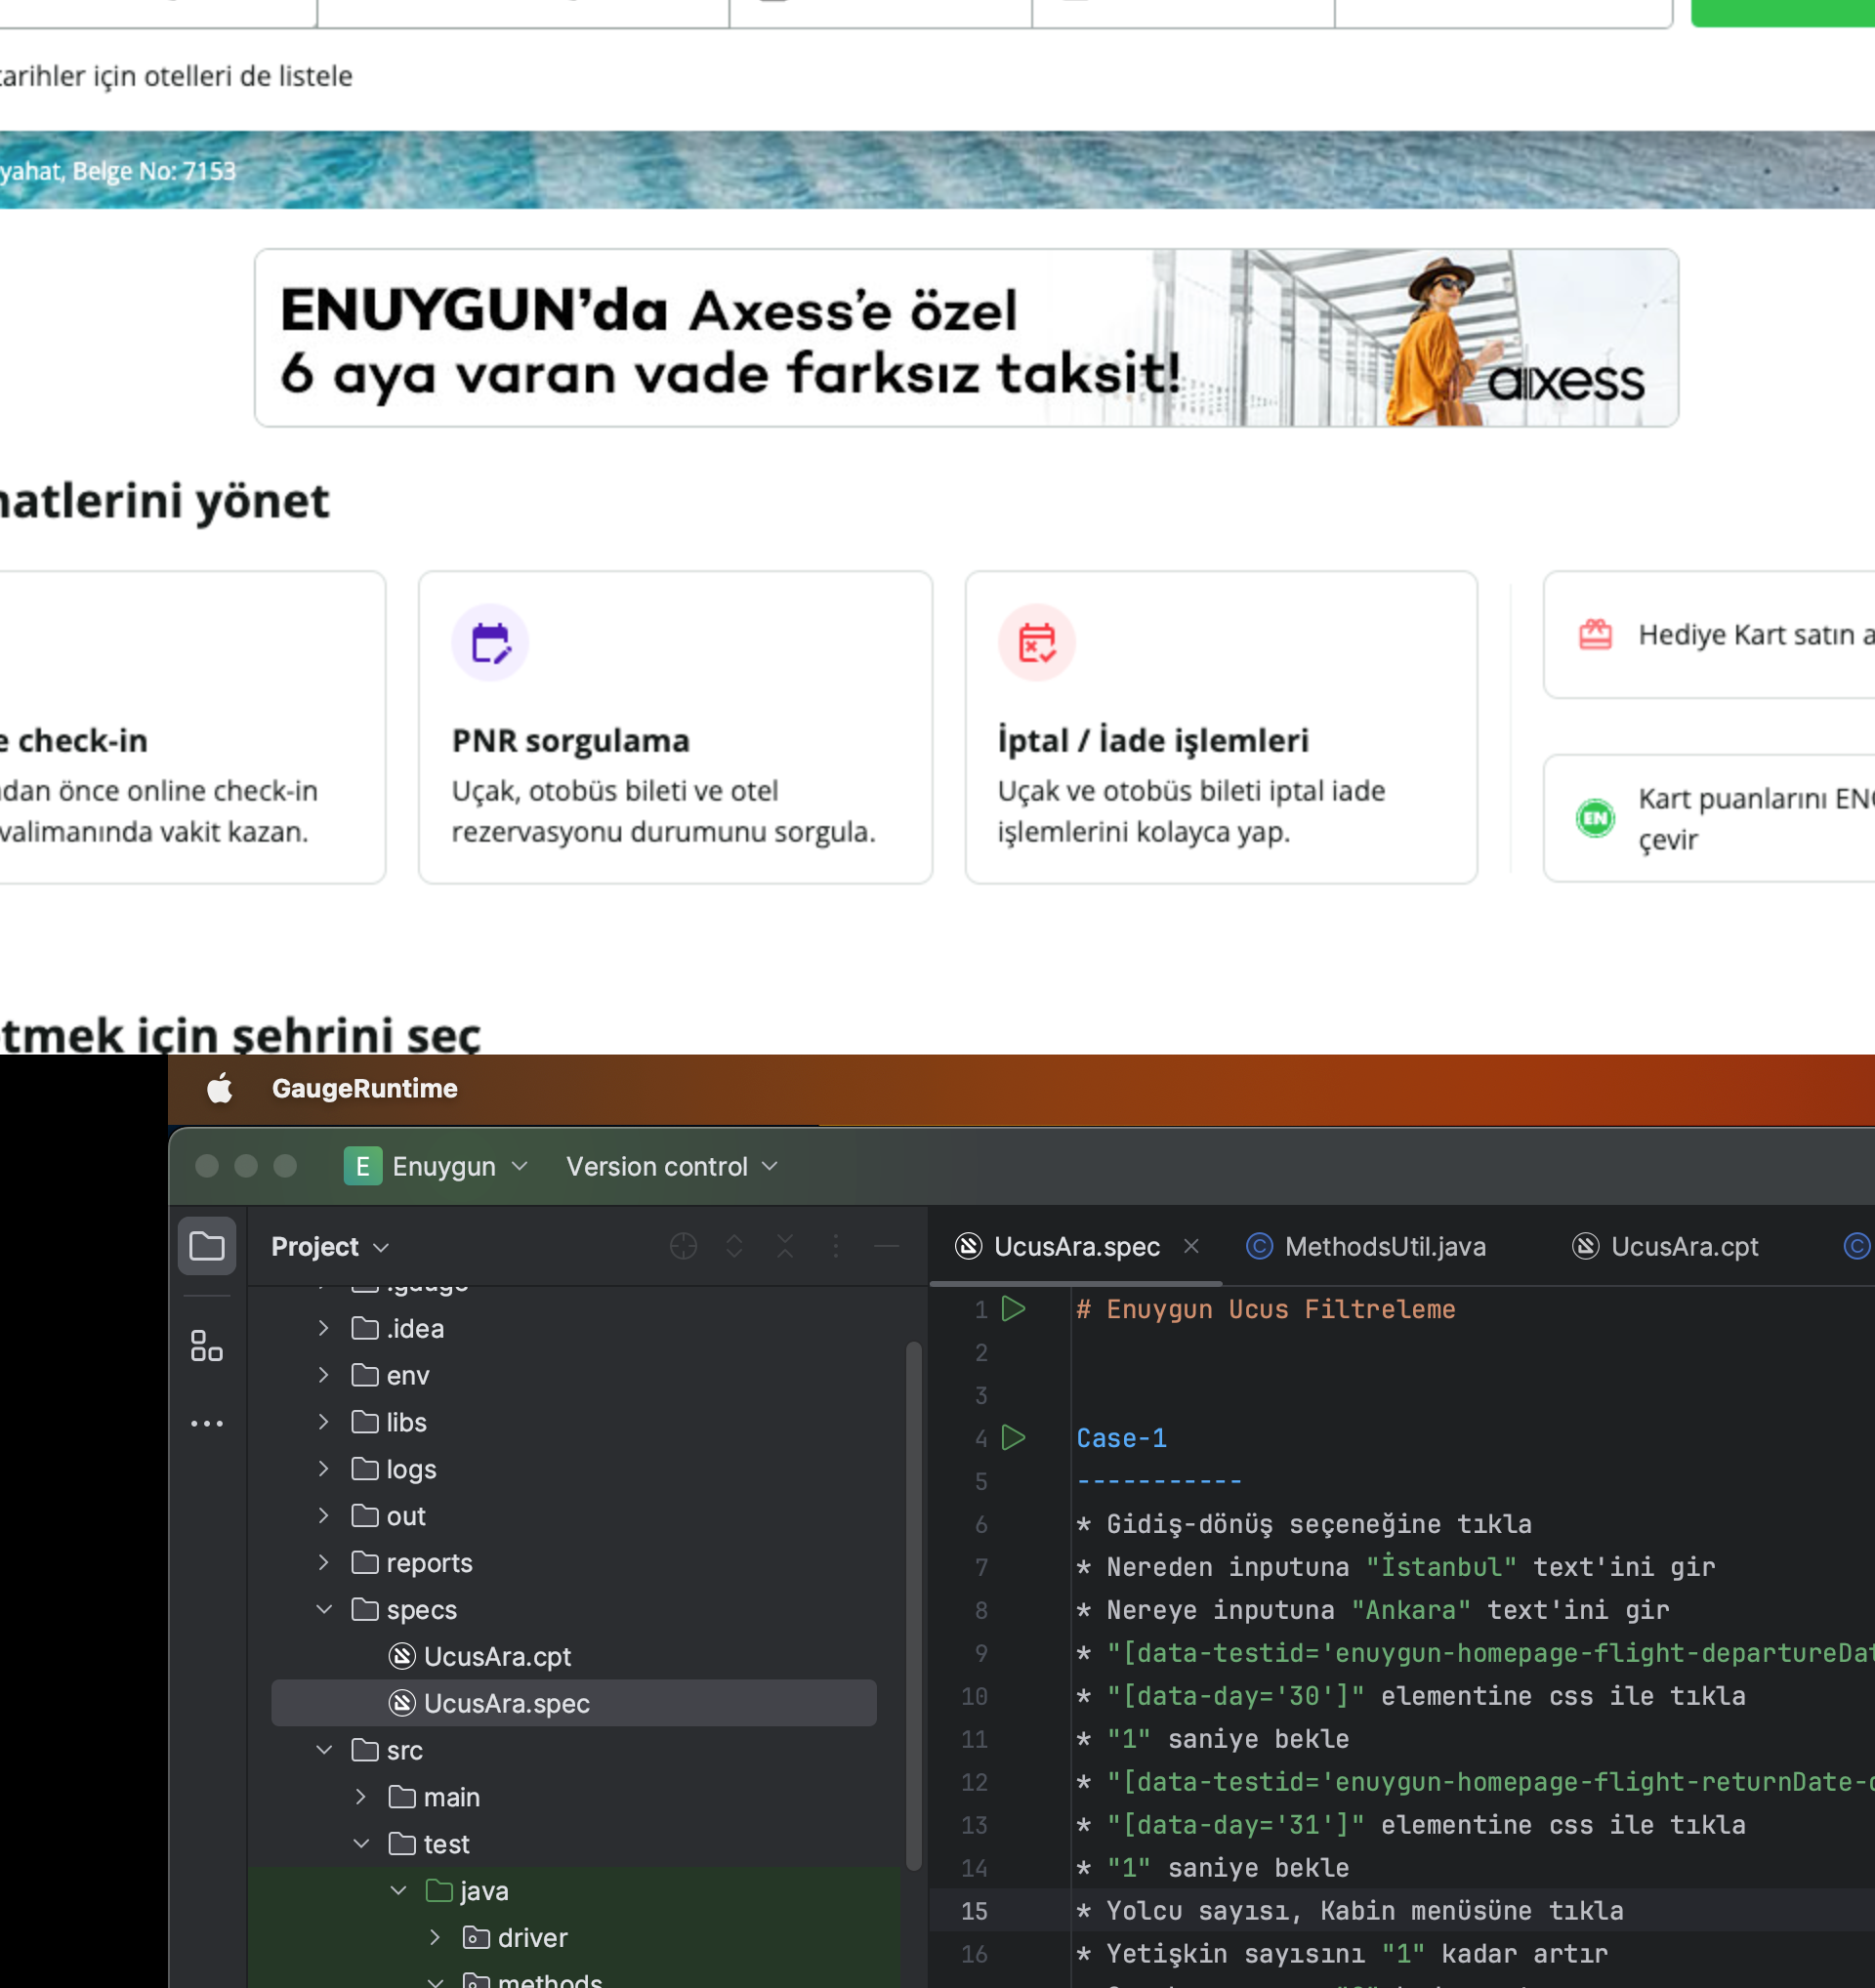 tarihler için otelleri de listele
yahat, Belge No: 7153
ENUYGUN’da Axess’e özel
6 aya varan vade farksız taksit!
axess
hatlerini yönet
e check-in
dan önce online check-in
valimanında vakit kazan.
PNR sorgulama
Uçak, otobüs bileti ve otel
rezervasyonu durumunu sorgula.
İptal / İade işlemleri
Uçak ve otobüs bileti iptal iade
işlemlerini kolayca yap.
Hediye Kart satın a
EN
Kart puanlarını EN
çevir
tmek için şehrini seç
GaugeRuntime
E Enuygun Version control
Project
.gauge
.idea
env
libs
logs
out
reports
specs
UcusAra.cpt
UcusAra.spec
src
main
test
java
driver
methods
UcusAra.spec MethodsUtil.java UcusAra.cpt
1 # Enuygun Ucus Filtreleme
2
3
4 Case-1
5 -----------
6 * Gidiş-dönüş seçeneğine tıkla
7 * Nereden inputuna "İstanbul" text'ini gir
8 * Nereye inputuna "Ankara" text'ini gir
9 * "[data-testid='enuygun-homepage-flight-departureDat
10 * "[data-day='30']" elementine css ile tıkla
11 * "1" saniye bekle
12 * "[data-testid='enuygun-homepage-flight-returnDate-d
13 * "[data-day='31']" elementine css ile tıkla
14 * "1" saniye bekle
15 * Yolcu sayısı, Kabin menüsüne tıkla
16 * Yetişkin sayısını "1" kadar artır